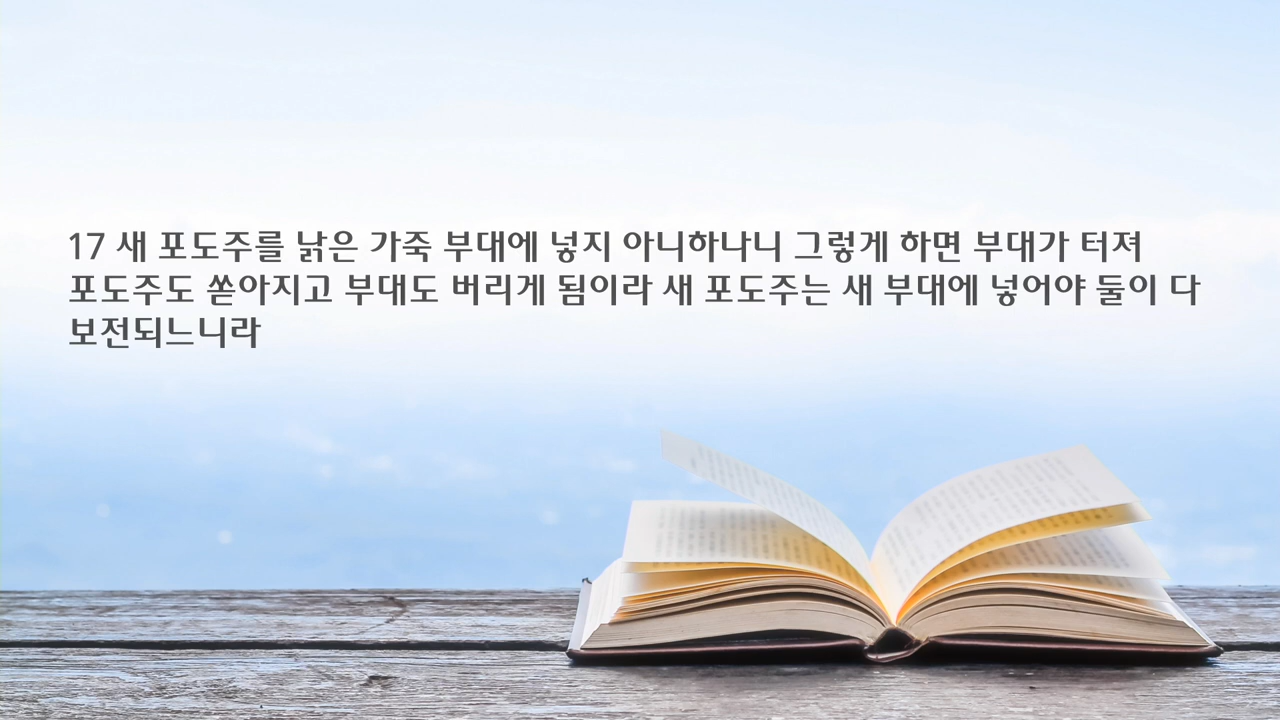 17 새 포도주를 낡은 가죽 부대에 넣지 아니하나니 그렇게 하면 부대가 터져
포도주도 쏟아지고 부대도 버리게 됨이라 새 포도주는 새 부대에 넣어야 둘이 다
보전되느니라